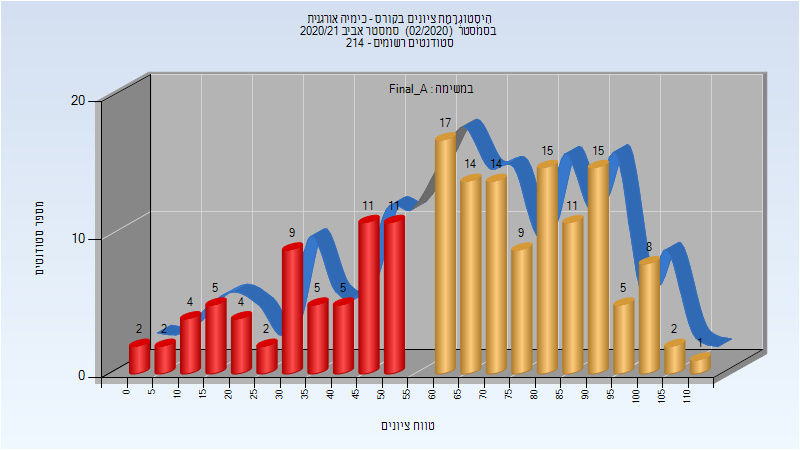 היסטוגרמת ציונים בקורס - כימיה אורגנית
בסמסטר (02/2020) סמסטר אביב 2020/21
סטודנטים רשומים - 214
במשימה : Final_A
מספר סטודנטים
20
10
0
2 2 4 5 4 2 9 5 5 11 11 17 14 14 9 15 11 15 5 8 2 1
0 5 10 15 20 25 30 35 40 45 50 55 60 65 70 75 80 85 90 95 100 105 110
טווח ציונים